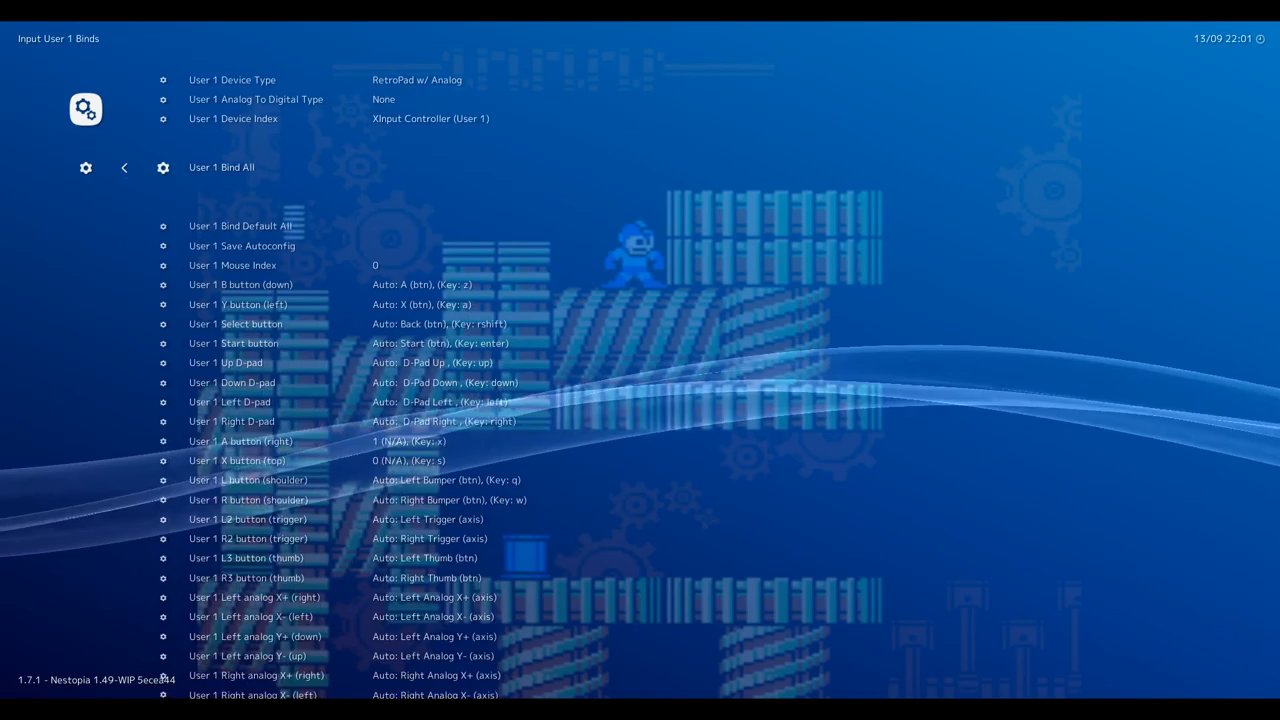 Input User 1 Binds
13/09 22:01
User 1 Device Type RetroPad w/ Analog
User 1 Analog To Digital Type None
User 1 Device Index XInput Controller (User 1)
User 1 Bind All
User 1 Bind Default All
User 1 Save Autoconfig
User 1 Mouse Index 0
User 1 B button (down) Auto: A (btn), (Key: z)
User 1 Y button (left) Auto: X (btn), (Key: a)
User 1 Select button Auto: Back (btn), (Key: rshift)
User 1 Start button Auto: Start (btn), (Key: enter)
User 1 Up D-pad Auto: D-Pad Up , (Key: up)
User 1 Down D-pad Auto: D-Pad Down , (Key: down)
User 1 Left D-pad Auto: D-Pad Left , (Key: left)
User 1 Right D-pad Auto: D-Pad Right , (Key: right)
User 1 A button (right) 1 (N/A), (Key: x)
User 1 X button (top) 0 (N/A), (Key: s)
User 1 L button (shoulder) Auto: Left Bumper (btn), (Key: q)
User 1 R button (shoulder) Auto: Right Bumper (btn), (Key: w)
User 1 L2 button (trigger) Auto: Left Trigger (axis)
User 1 R2 button (trigger) Auto: Right Trigger (axis)
User 1 L3 button (thumb) Auto: Left Thumb (btn)
User 1 R3 button (thumb) Auto: Right Thumb (btn)
User 1 Left analog X+ (right) Auto: Left Analog X+ (axis)
User 1 Left analog X- (left) Auto: Left Analog X- (axis)
User 1 Left analog Y+ (down) Auto: Left Analog Y+ (axis)
User 1 Left analog Y- (up) Auto: Left Analog Y- (axis)
User 1 Right analog X+ (right) Auto: Right Analog X+ (axis)
1.7.1 - Nestopia 1.49-WIP 5ecea44
User 1 Right analog X- (left) Auto: Right Analog X- (axis)